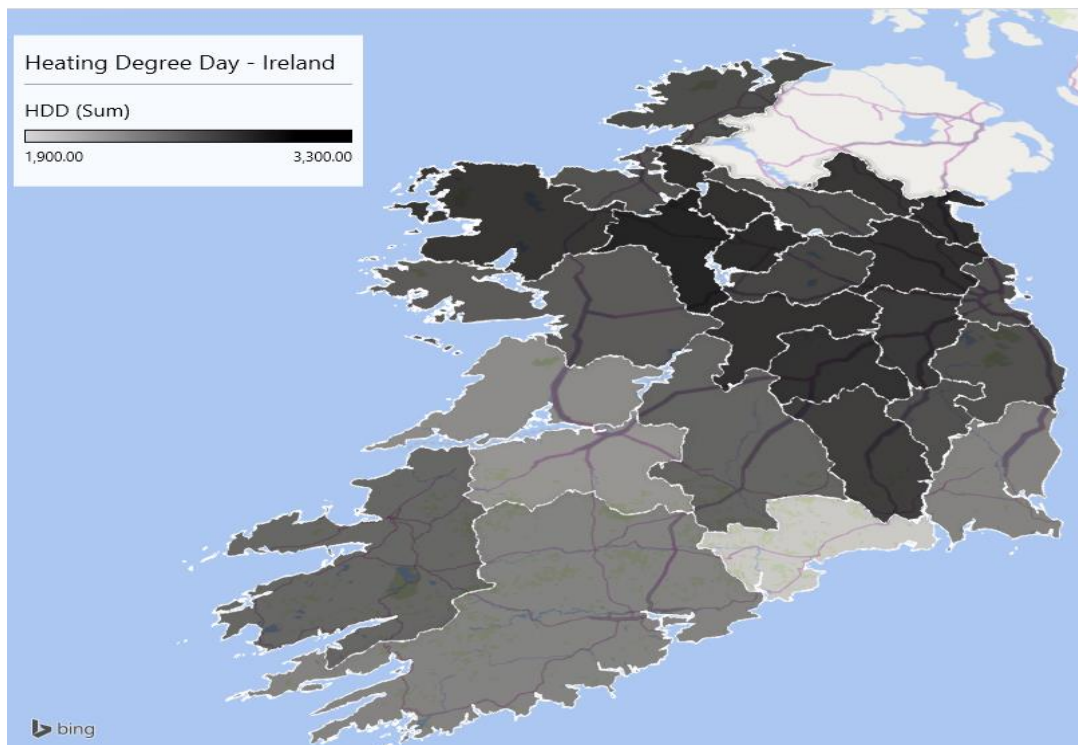 Heating Degree Day - Ireland
HDD (Sum)
1,900.00 3,300.00
bing